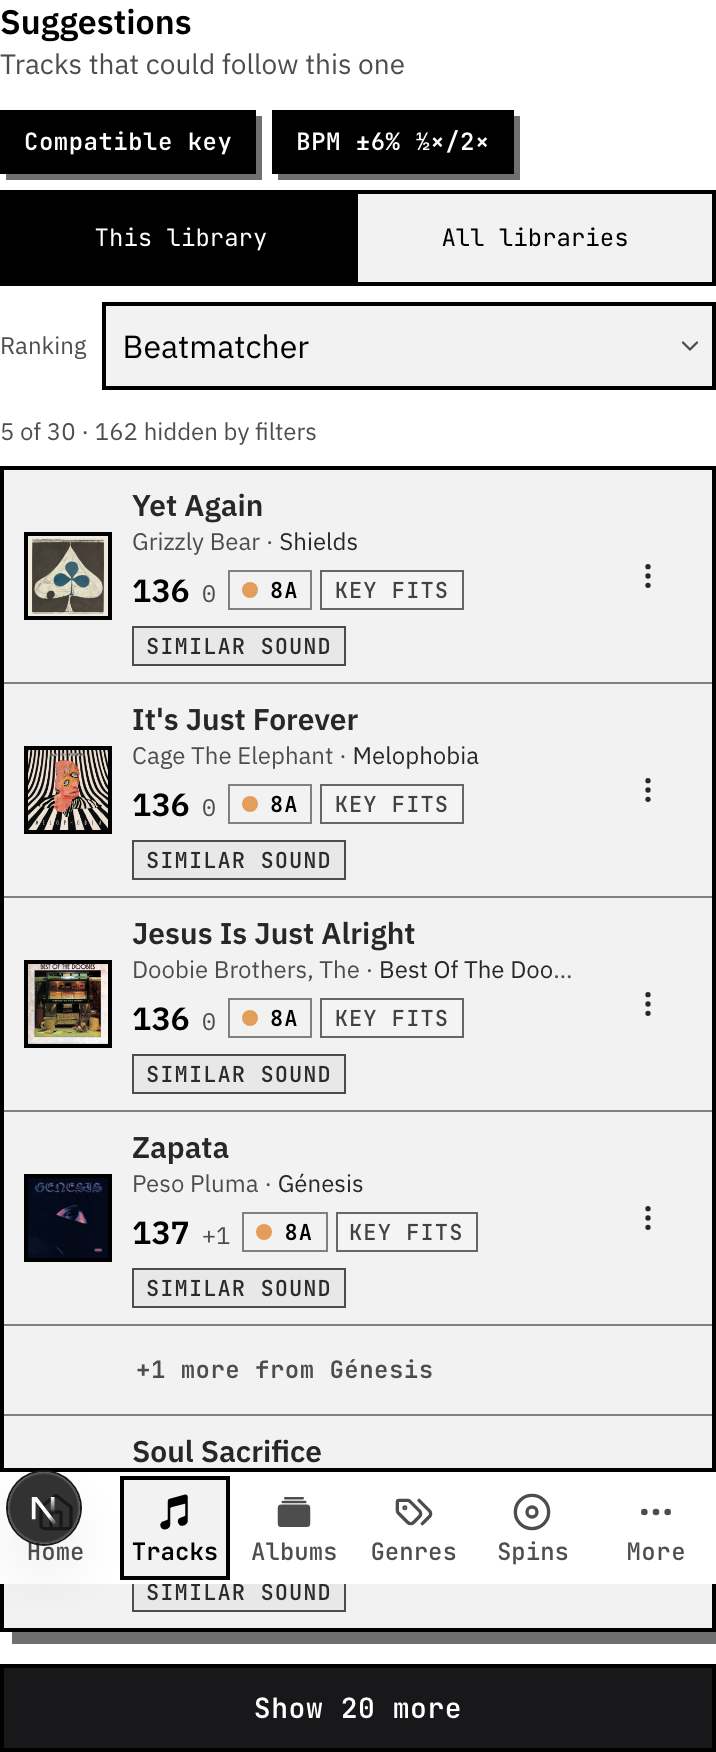 Suggestions
Tracks that could follow this one
Compatible key
BPM ±6% ½×/2×
This library
All libraries
Ranking
Beatmatcher
5 of 30 · 162 hidden by filters
Yet Again
Grizzly Bear · Shields
136 0 8A KEY FITS
SIMILAR SOUND
It's Just Forever
Cage The Elephant · Melophobia
136 0 8A KEY FITS
SIMILAR SOUND
Jesus Is Just Alright
Doobie Brothers, The · Best Of The Doo...
BEST OF THE DOOBIES
136 0 8A KEY FITS
SIMILAR SOUND
Zapata
Peso Pluma · Génesis
GENESIS
137 +1 8A KEY FITS
SIMILAR SOUND
+1 more from Génesis
Soul Sacrifice
N
Home
Tracks
Albums
Genres
Spins
More
SIMILAR SOUND
Show 20 more